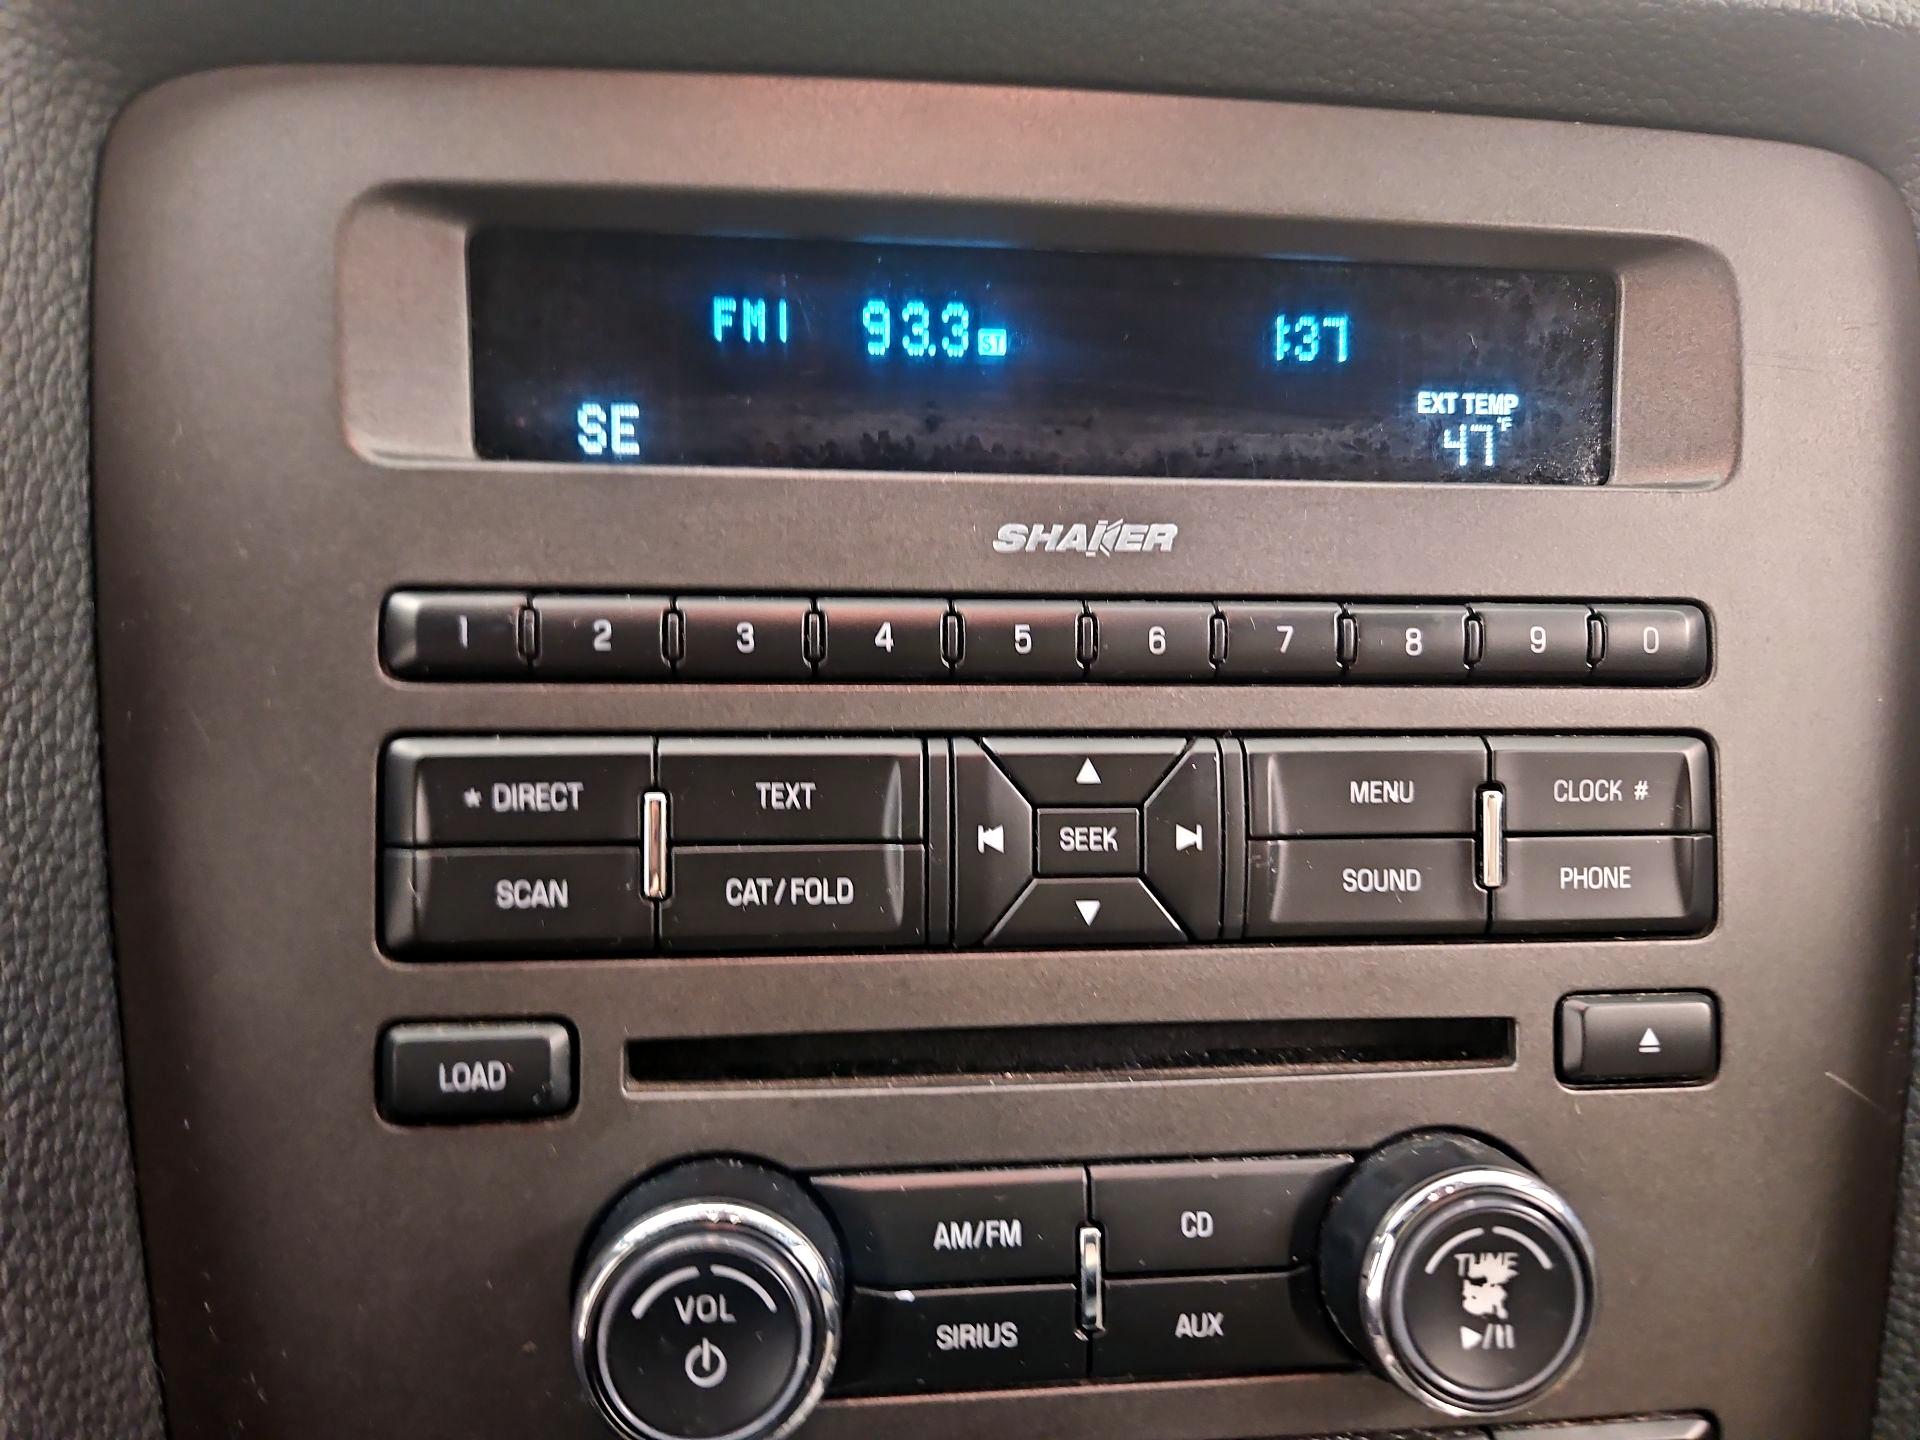 FM1 93.3 ST 1:37
SE EXT TEMP 47 °F
SHAKER
1 2 3 4 5 6 7 8 9 0
* DIRECT TEXT MENU CLOCK #
SEEK
SCAN CAT/FOLD SOUND PHONE
LOAD
AM/FM CD
TUNE
VOL SIRIUS AUX